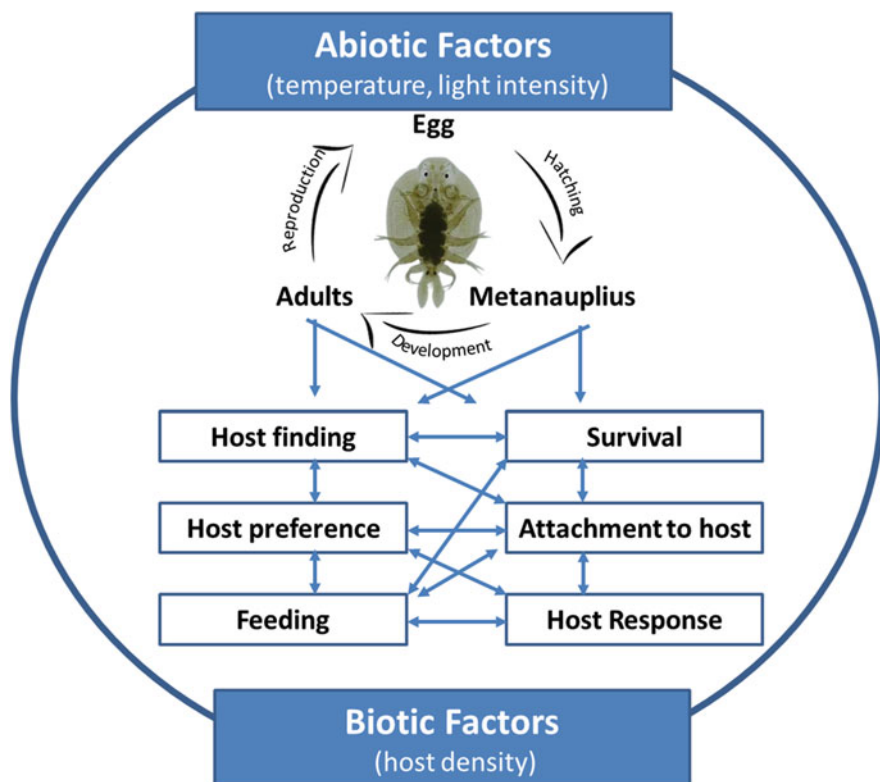 Abiotic Factors
(temperature, light intensity)
Egg
Reproduction
Hatching
Adults
Metanauplius
Development
Host finding
Survival
Host preference
Attachment to host
Feeding
Host Response
Biotic Factors
(host density)